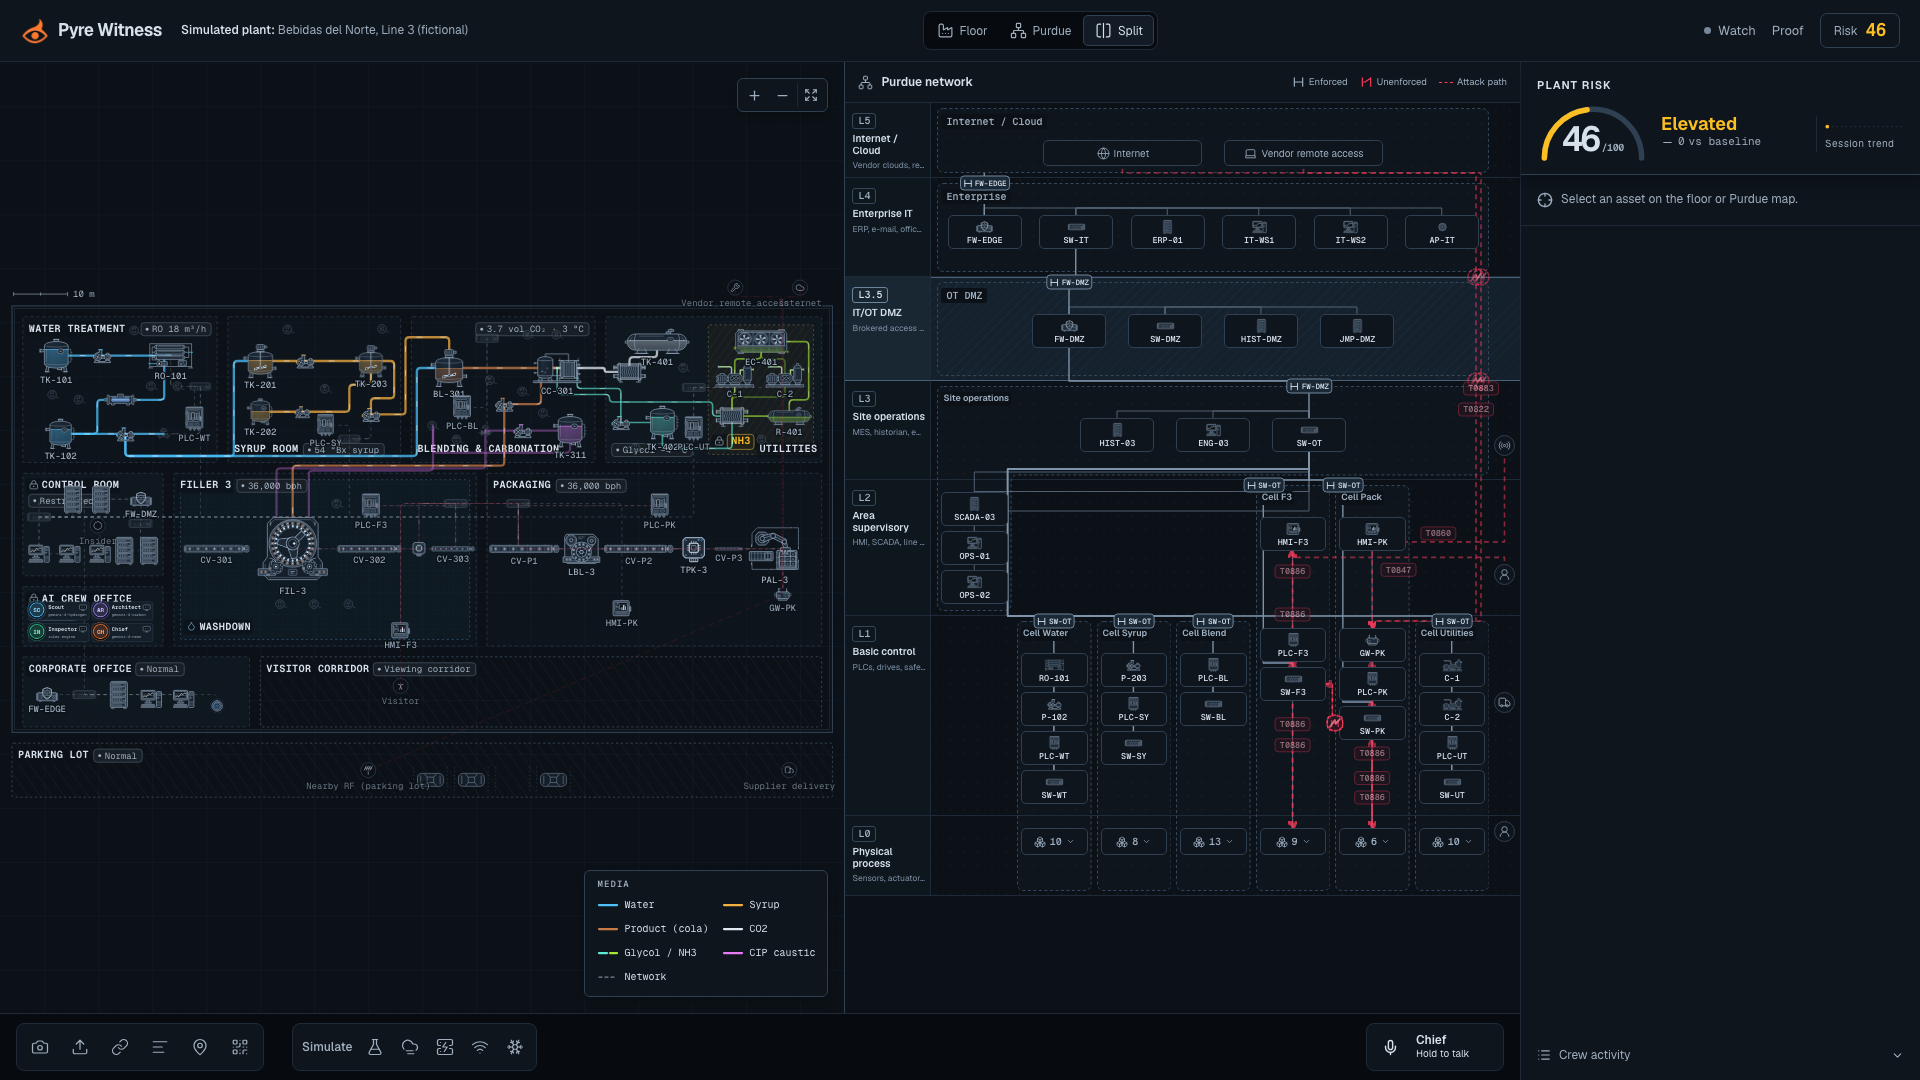 Pyre Witness
Simulated plant: Bebidas del Norte, Line 3 (fictional)
Floor
Purdue
Split
Watch
Proof
Risk 46
10 m
Vendor remote access
WATER TREATMENT
RO 18 m³/h
3.7 vol CO₂ · 3 °C
TK-101
RO-101
TK-201
TK-203
BL-301
CC-301
TK-401
EC-401
C-1
C-2
TK-102
PLC-WT
TK-202
PLC-SY
PLC-BL
TK-311
TK-402
PLC-UT
R-401
NH3
SYRUP ROOM
54 °Bx syrup
BLENDING & CARBONATION
UTILITIES
CONTROL ROOM
FW-DMZ
Insider
FILLER 3
36,000 bph
PLC-F3
CV-301
CV-302
CV-303
FIL-3
WASHDOWN
HMI-F3
PACKAGING
36,000 bph
PLC-PK
CV-P1
LBL-3
CV-P2
TPK-3
CV-P3
PAL-3
GW-PK
HMI-PK
AI CREW OFFICE
SC Scout
AR Architect
IN Inspector
CH Chief
CORPORATE OFFICE
Normal
FW-EDGE
VISITOR CORRIDOR
Viewing corridor
Visitor
PARKING LOT
Normal
Nearby RF (parking lot)
Supplier delivery
MEDIA
Water
Syrup
Product (cola)
CO2
Glycol / NH3
CIP caustic
Network
Purdue network
Enforced
Unenforced
Attack path
L5
Internet / Cloud
Vendor clouds, re…
Internet / Cloud
Internet
Vendor remote access
L4
Enterprise IT
ERP, e-mail, offic…
FW-EDGE
Enterprise
FW-EDGE
SW-IT
ERP-01
IT-WS1
IT-WS2
AP-IT
L3.5
IT/OT DMZ
Brokered access …
FW-DMZ
OT DMZ
FW-DMZ
SW-DMZ
HIST-DMZ
JMP-DMZ
T0883
T0822
L3
Site operations
MES, historian, e…
FW-DMZ
Site operations
HIST-03
ENG-03
SW-OT
L2
Area supervisory
HMI, SCADA, line …
SCADA-03
OPS-01
OPS-02
SW-OT
Cell F3
SW-OT
Cell Pack
HMI-F3
HMI-PK
T0860
T0847
T0886
T0886
L1
Basic control
PLCs, drives, safe…
SW-OT
Cell Water
SW-OT
Cell Syrup
SW-OT
Cell Blend
SW-OT
Cell Utilities
RO-101
P-102
PLC-WT
SW-WT
P-203
PLC-SY
SW-SY
PLC-BL
SW-BL
PLC-F3
SW-F3
T0886
T0886
GW-PK
PLC-PK
SW-PK
T0886
T0886
T0886
C-1
C-2
PLC-UT
SW-UT
L0
Physical process
Sensors, actuator…
10
8
13
9
6
10
PLANT RISK
46/100
Elevated
— 0 vs baseline
Session trend
Select an asset on the floor or Purdue map.
Simulate
Chief
Hold to talk
Crew activity